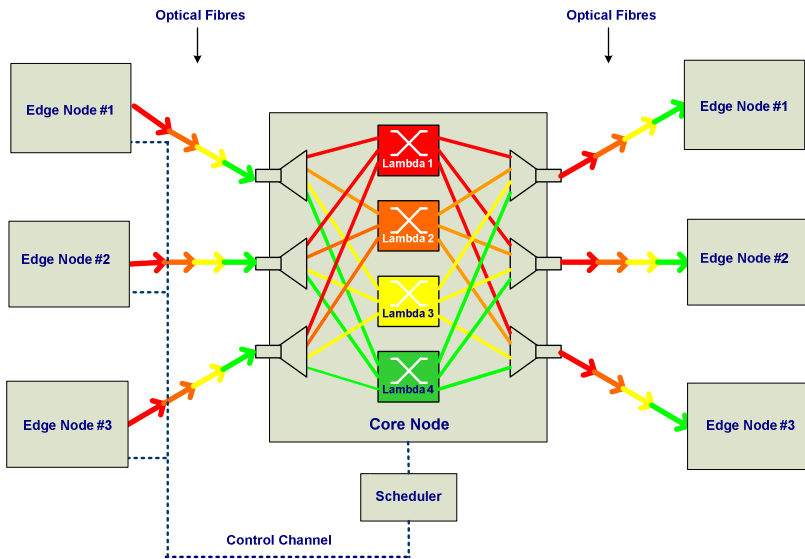 Optical Fibres
Optical Fibres
Edge Node #1
Edge Node #1
Lambda 1
Edge Node #2
Lambda 2
Edge Node #2
Lambda 3
Edge Node #3
Lambda 4
Edge Node #3
Core Node
Scheduler
Control Channel